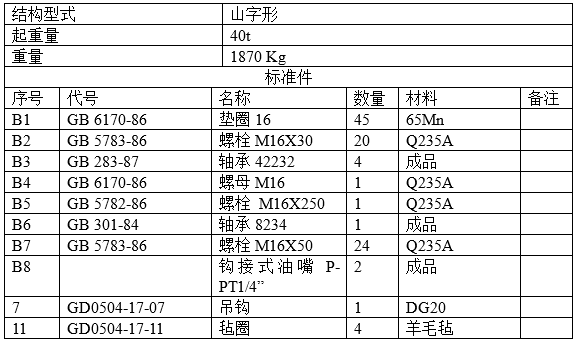 结构型式 山字形
起重量 40t
重量 1870 Kg
标准件
序号 代号 名称 数量 材料 备注
B1 GB 6170-86 垫圈 16 45 65Mn
B2 GB 5783-86 螺栓 M16X30 20 Q235A
B3 GB 283-87 轴承 42232 4 成品
B4 GB 6170-86 螺母 M16 1 Q235A
B5 GB 5782-86 螺栓 M16X250 1 Q235A
B6 GB 301-84 轴承 8234 1 成品
B7 GB 5783-86 螺栓 M16X50 24 Q235A
B8 钩接式油嘴 P- 2 成品
PT1/4”
7 GD0504-17-07 吊钩 1 DG20
11 GD0504-17-11 毡圈 4 羊毛毡